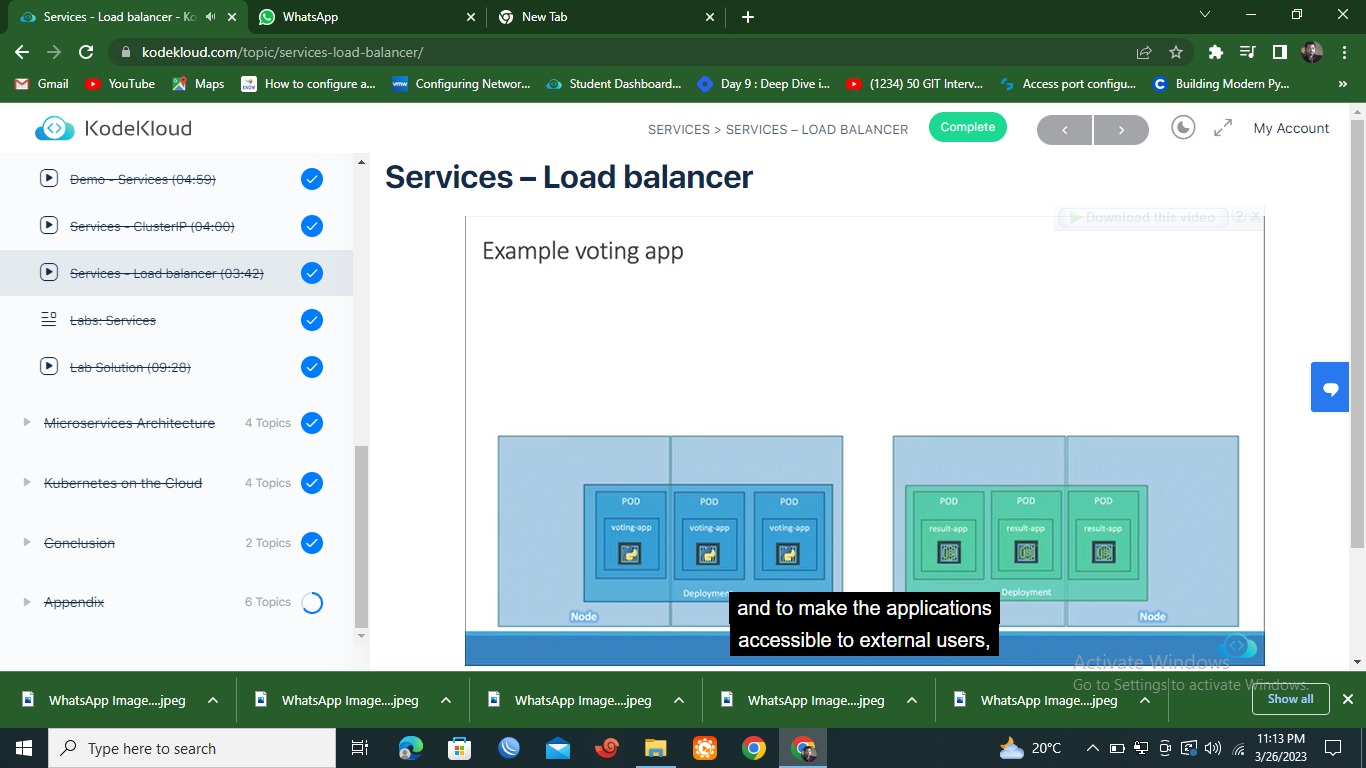 Services - Load balancer - Ko
WhatsApp
New Tab
kodekloud.com/topic/services-load-balancer/
Gmail
YouTube
Maps
How to configure a...
Configuring Networ...
Student Dashboard...
Day 9 : Deep Dive i...
(1234) 50 GIT Interv...
Access port configu...
Building Modern Py...
»
KodeKloud
SERVICES > SERVICES – LOAD BALANCER
Complete
My Account
Demo - Services (04:59)
Services - ClusterIP (04:00)
Services - Load balancer (03:42)
Labs: Services
Lab Solution (09:28)
Microservices Architecture 4 Topics
Kubernetes on the Cloud 4 Topics
Conclusion 2 Topics
Appendix 6 Topics
Services – Load balancer
Download this video ? X
Example voting app
POD POD POD
voting-app voting-app voting-app
Deployment
Node
POD POD POD
result-app result-app result-app
Deployment
Node
and to make the applications
accessible to external users,
Activate Windows
Go to Settings to activate Windows.
WhatsApp Image....jpeg
WhatsApp Image....jpeg
WhatsApp Image....jpeg
WhatsApp Image....jpeg
WhatsApp Image....jpeg
Show all
Type here to search
20°C
11:13 PM
3/26/2023